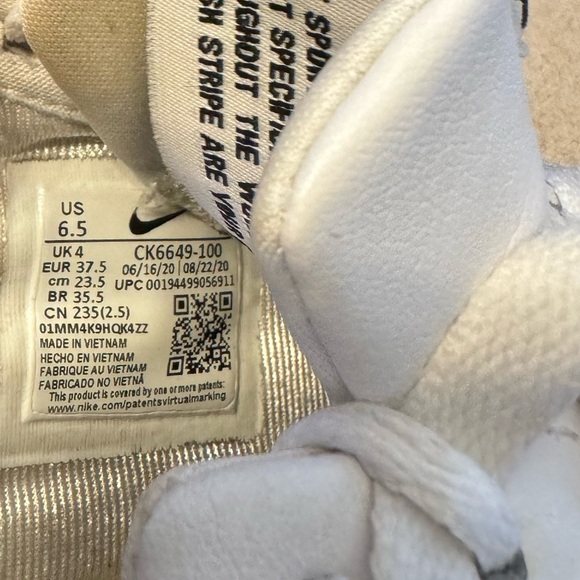 US
6.5
UK 4 CK6649-100
EUR 37.5 06/16/20 08/22/20
cm 23.5 UPC 00194499056911
BR 35.5
CN 235(2.5)
01MM4K9HQK4ZZ
MADE IN VIETNAM
HECHO EN VIETNAM
FABRIQUE AU VIETNAM
FABRICADO NO VIETNÃ
This product is covered by one or more patents:
www.nike.com/patentsvirtualmarking
SPECIFIC
OUGHOUT THE
SH STRIPE ARE